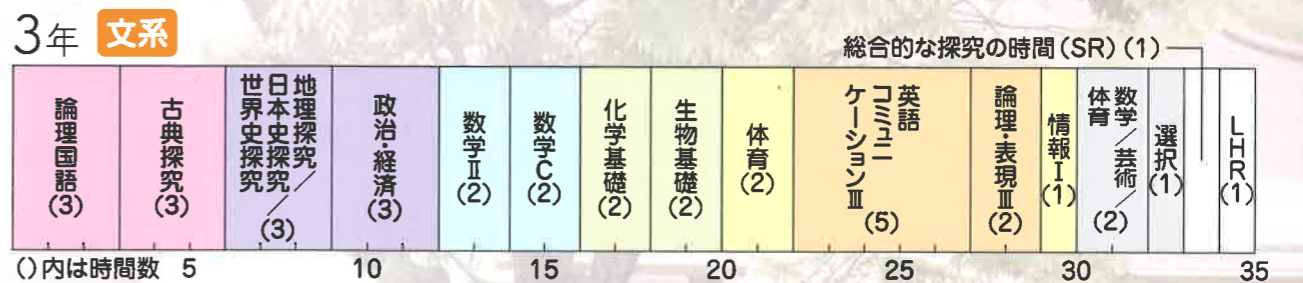 3年 文系
総合的な探究の時間(SR)(1)
論理国語(3)
古典探究(3)
地理探究/
日本史探究/
世界史探究(3)
政治・経済(3)
数学Ⅱ(2)
数学C(2)
化学基礎(2)
生物基礎(2)
体育(2)
英語
コミュニ
ケーションⅢ(5)
論理・表現Ⅲ(2)
情報Ⅰ(1)
数学/芸術/
体育(2)
選択(1)
LHR(1)
()内は時間数 5 10 15 20 25 30 35